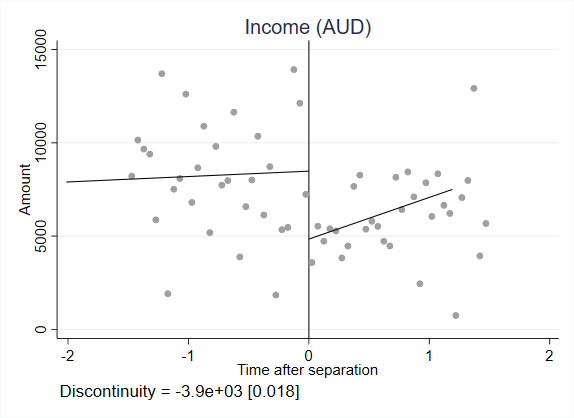 Income (AUD)
15000
10000
5000
0
Amount
-2 -1 0 1 2
Time after separation
Discontinuity = -3.9e+03 [0.018]